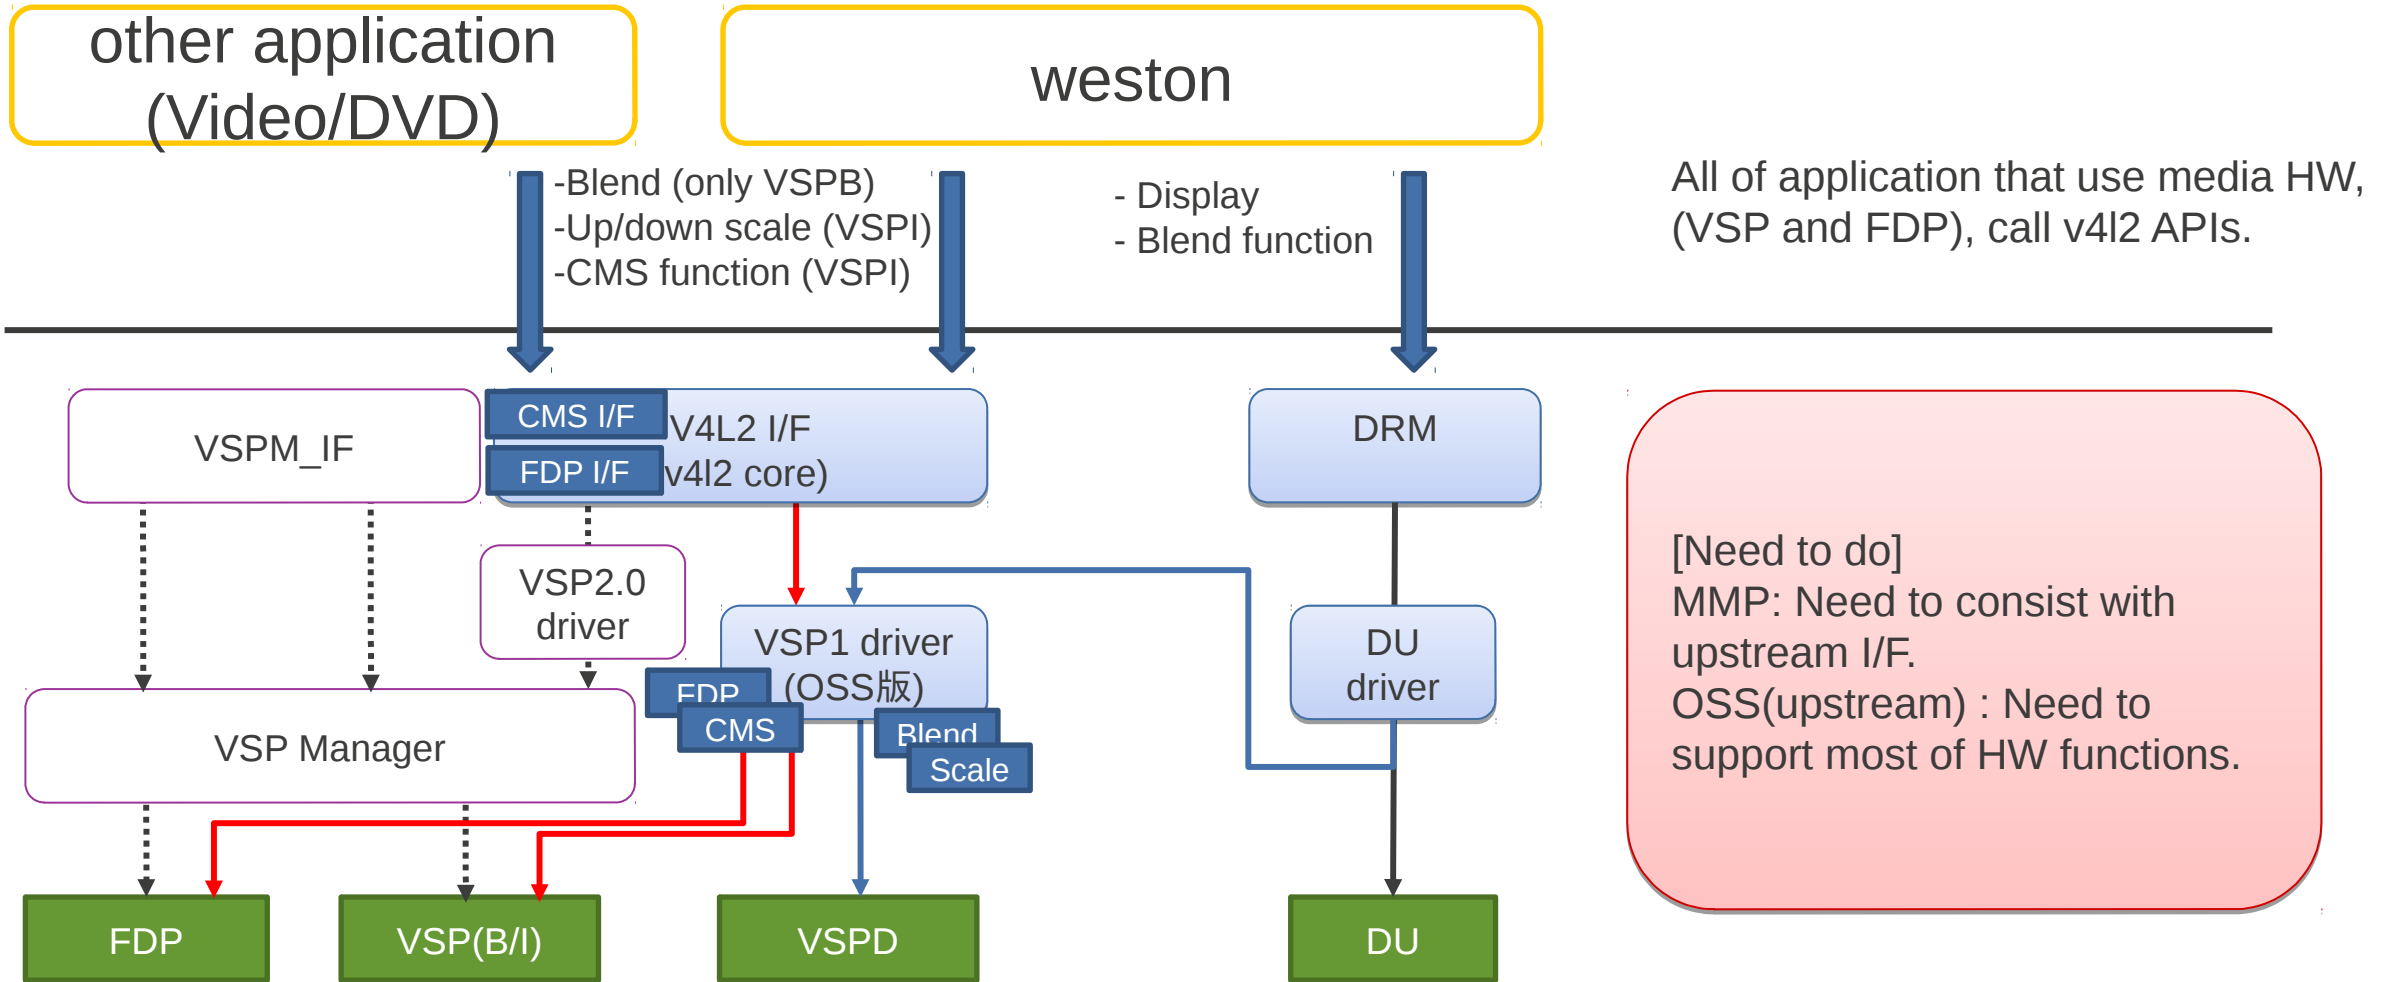 other application
(Video/DVD)
weston
-Blend (only VSPB)
-Up/down scale (VSPI)
-CMS function (VSPI)
- Display
- Blend function
All of application that use media HW,
(VSP and FDP), call v4l2 APIs.
VSPM_IF
CMS I/F
FDP I/F
V4L2 I/F
v4l2 core)
DRM
VSP2.0
driver
VSP1 driver
(OSS版)
DU
driver
FDP
CMS
Blend
Scale
VSP Manager
[Need to do]
MMP: Need to consist with
upstream I/F.
OSS(upstream) : Need to
support most of HW functions.
FDP
VSP(B/I)
VSPD
DU